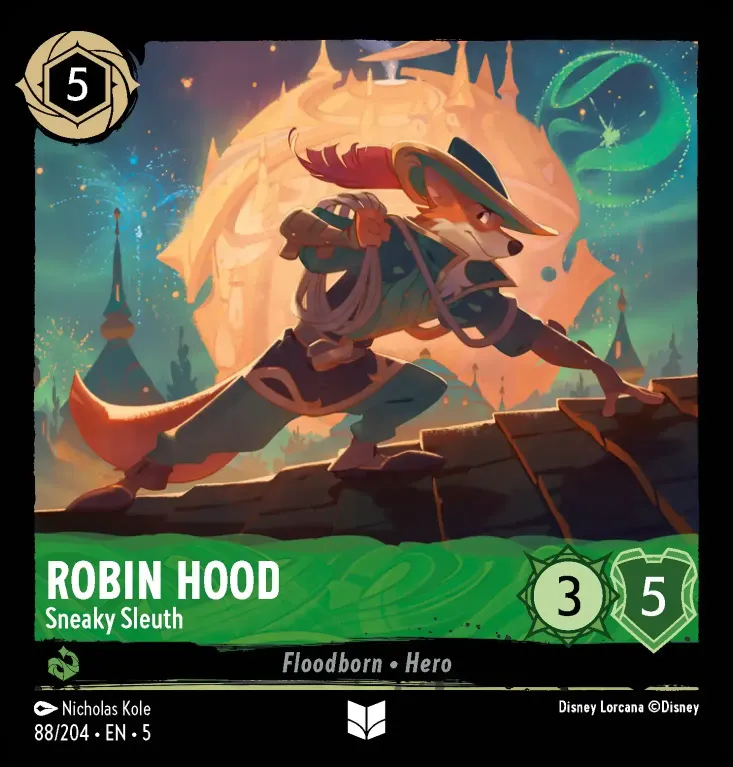 5
ROBIN HOOD
Sneaky Sleuth
3
5
Floodborn • Hero
Nicholas Kole
Disney Lorcana ©Disney
88/204 • EN • 5